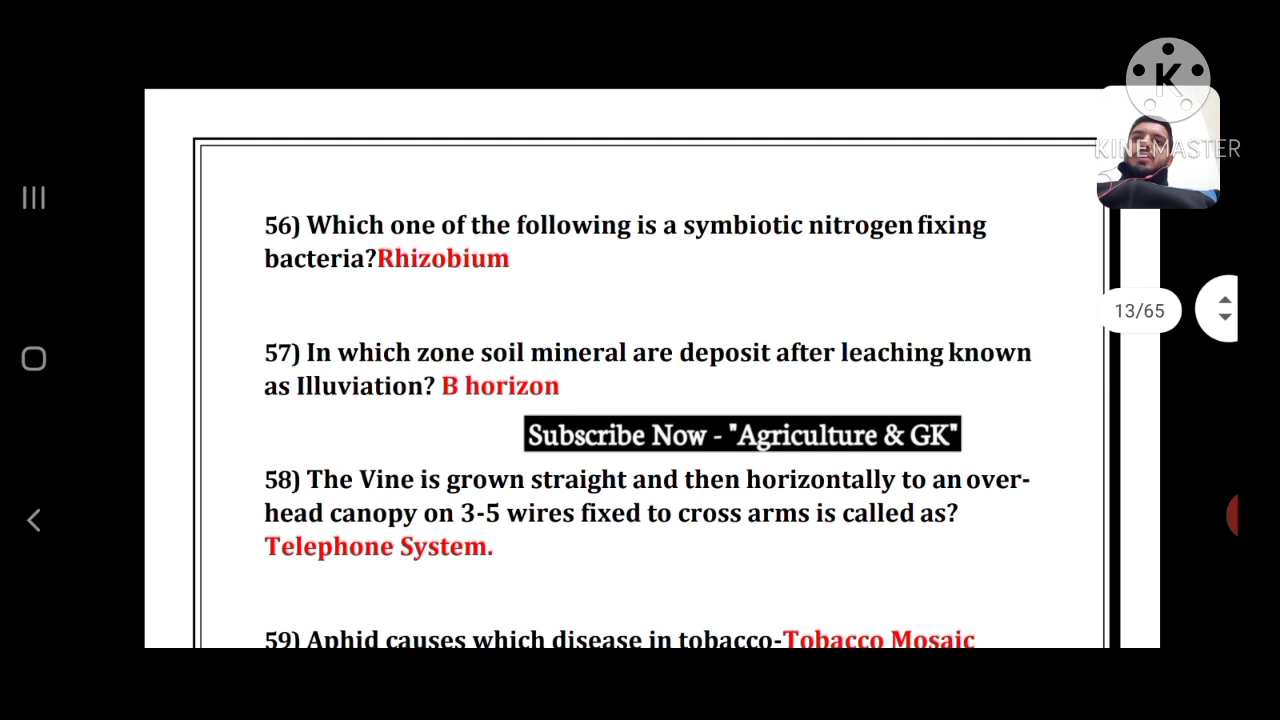 K
KINEMASTER
56) Which one of the following is a symbiotic nitrogen fixing
bacteria?Rhizobium
13/65
57) In which zone soil mineral are deposit after leaching known
as Illuviation? B horizon
Subscribe Now - "Agriculture & GK"
58) The Vine is grown straight and then horizontally to an over-
head canopy on 3-5 wires fixed to cross arms is called as?
Telephone System.
59) Aphid causes which disease in tobacco-Tobacco Mosaic